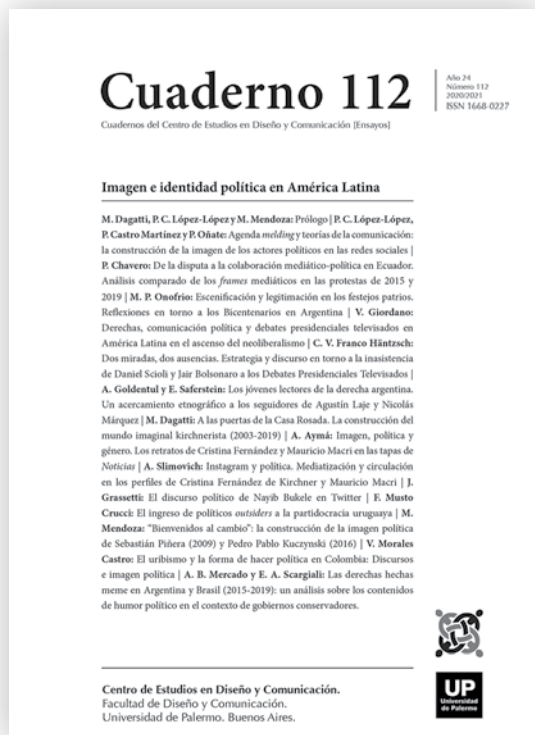 Cuaderno 112
Año 24
Número 112
2020/2021
ISSN 1668-0227
Cuadernos del Centro de Estudios en Diseño y Comunicación [Ensayos]
Imagen e identidad política en América Latina
M. Dagatti, P. C. López-López y M. Mendoza: Prólogo | P. C. López-López,
P. Castro Martínez y P. Oñate: Agenda melding y teorías de la comunicación:
la construcción de la imagen de los actores políticos en las redes sociales |
P. Chavero: De la disputa a la colaboración mediático-política en Ecuador.
Análisis comparado de los frames mediáticos en las protestas de 2015 y
2019 | M. P. Onofrio: Escenificación y legitimación en los festejos patrios.
Reflexiones en torno a los Bicentenarios en Argentina | V. Giordano:
Derechas, comunicación política y debates presidenciales televisados en
América Latina en el ascenso del neoliberalismo | C. V. Franco Häntzsch:
Dos miradas, dos ausencias. Estrategia y discurso en torno a la inasistencia
de Daniel Scioli y Jair Bolsonaro a los Debates Presidenciales Televisados |
A. Goldentul y E. Saferstein: Los jóvenes lectores de la derecha argentina.
Un acercamiento etnográfico a los seguidores de Agustín Laje y Nicolás
Márquez | M. Dagatti: A las puertas de la Casa Rosada. La construcción del
mundo imaginal kirchnerista (2003-2019) | A. Aymá: Imagen, política y
género. Los retratos de Cristina Fernández y Mauricio Macri en las tapas de
Noticias | A. Slimovich: Instagram y política. Mediatización y circulación
en los perfiles de Cristina Fernández de Kirchner y Mauricio Macri | J.
Grassetti: El discurso político de Nayib Bukele en Twitter | F. Musto
Crucci: El ingreso de políticos outsiders a la partidocracia uruguaya | M.
Mendoza: "Bienvenidos al cambio": la construcción de la imagen política
de Sebastián Piñera (2009) y Pedro Pablo Kuczynski (2016) | V. Morales
Castro: El uribismo y la forma de hacer política en Colombia: Discursos
e imagen política | A. B. Mercado y E. A. Scargiali: Las derechas hechas
meme en Argentina y Brasil (2015-2019): un análisis sobre los contenidos
de humor político en el contexto de gobiernos conservadores.
Centro de Estudios en Diseño y Comunicación.
Facultad de Diseño y Comunicación.
Universidad de Palermo. Buenos Aires.
UP
Universidad
de Palermo